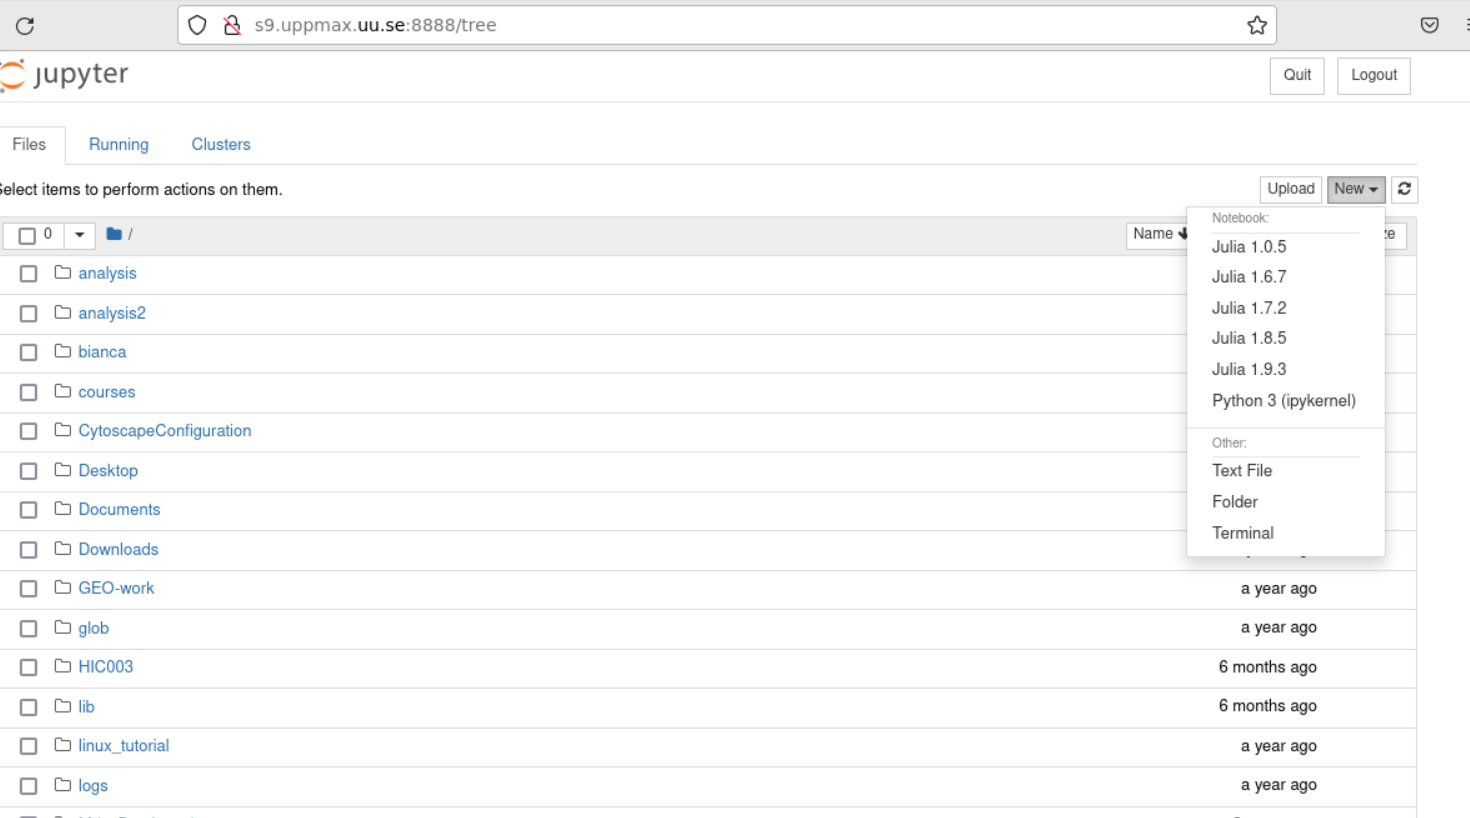 s9.uppmax.uu.se:8888/tree
jupyter
Quit Logout
Files Running Clusters
Select items to perform actions on them.
Upload New
0 /
Name
Notebook:
Julia 1.0.5
Julia 1.6.7
Julia 1.7.2
Julia 1.8.5
Julia 1.9.3
Python 3 (ipykernel)
Other:
Text File
Folder
Terminal
analysis
analysis2
bianca
courses
CytoscapeConfiguration
Desktop
Documents
Downloads
GEO-work a year ago
glob a year ago
HIC003 6 months ago
lib 6 months ago
linux_tutorial a year ago
logs a year ago